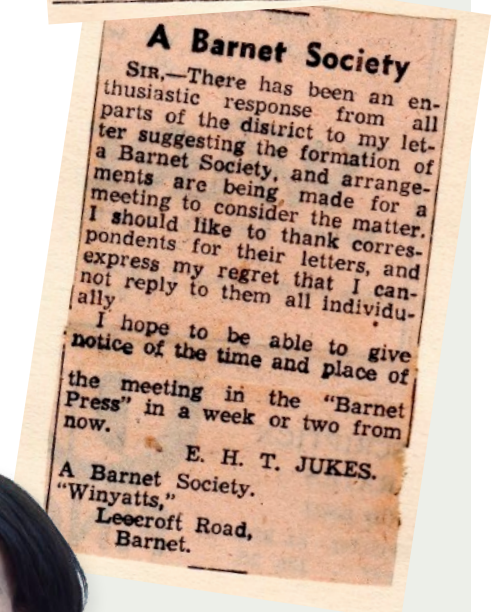 A Barnet Society
SIR,—There has been an en-
thusiastic response from all
parts of the district to my let-
ter suggesting the formation of
a Barnet Society, and arrange-
ments are being made for a
meeting to consider the matter.
I should like to thank corres-
pondents for their letters, and
express my regret that I can-
not reply to them all individu-
ally
I hope to be able to give
notice of the time and place of
the meeting in the "Barnet
Press" in a week or two from
now.
E. H. T. JUKES.
A Barnet Society.
"Winyatts,"
Leecroft Road,
Barnet.